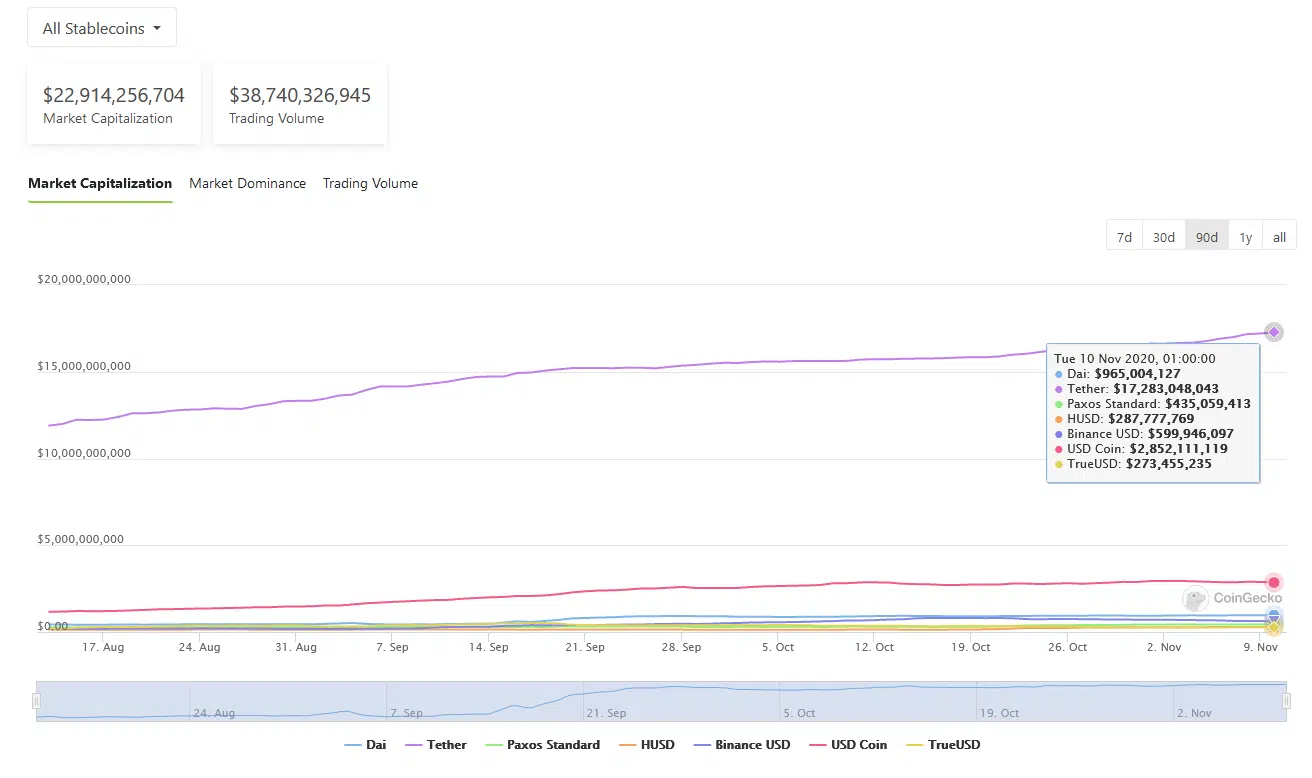 All Stablecoins
$22,914,256,704 $38,740,326,945
Market Capitalization Trading Volume
Market Capitalization Market Dominance Trading Volume
7d 30d 90d 1y all
$20,000,000,000
$15,000,000,000
Tue 10 Nov 2020, 01:00:00
Dai: $965,004,127
Tether: $17,283,048,043
Paxos Standard: $435,059,413
HUSD: $287,777,769
Binance USD: $599,946,097
USD Coin: $2,852,111,119
TrueUSD: $273,455,235
$10,000,000,000
$5,000,000,000
CoinGecko
$0.00
17. Aug 24. Aug 31. Aug 7. Sep 14. Sep 21. Sep 28. Sep 5. Oct 12. Oct 19. Oct 26. Oct 2. Nov 9. Nov
24. Aug 7. Sep 21. Sep 5. Oct 19. Oct 2. Nov
Dai Tether Paxos Standard HUSD Binance USD USD Coin TrueUSD